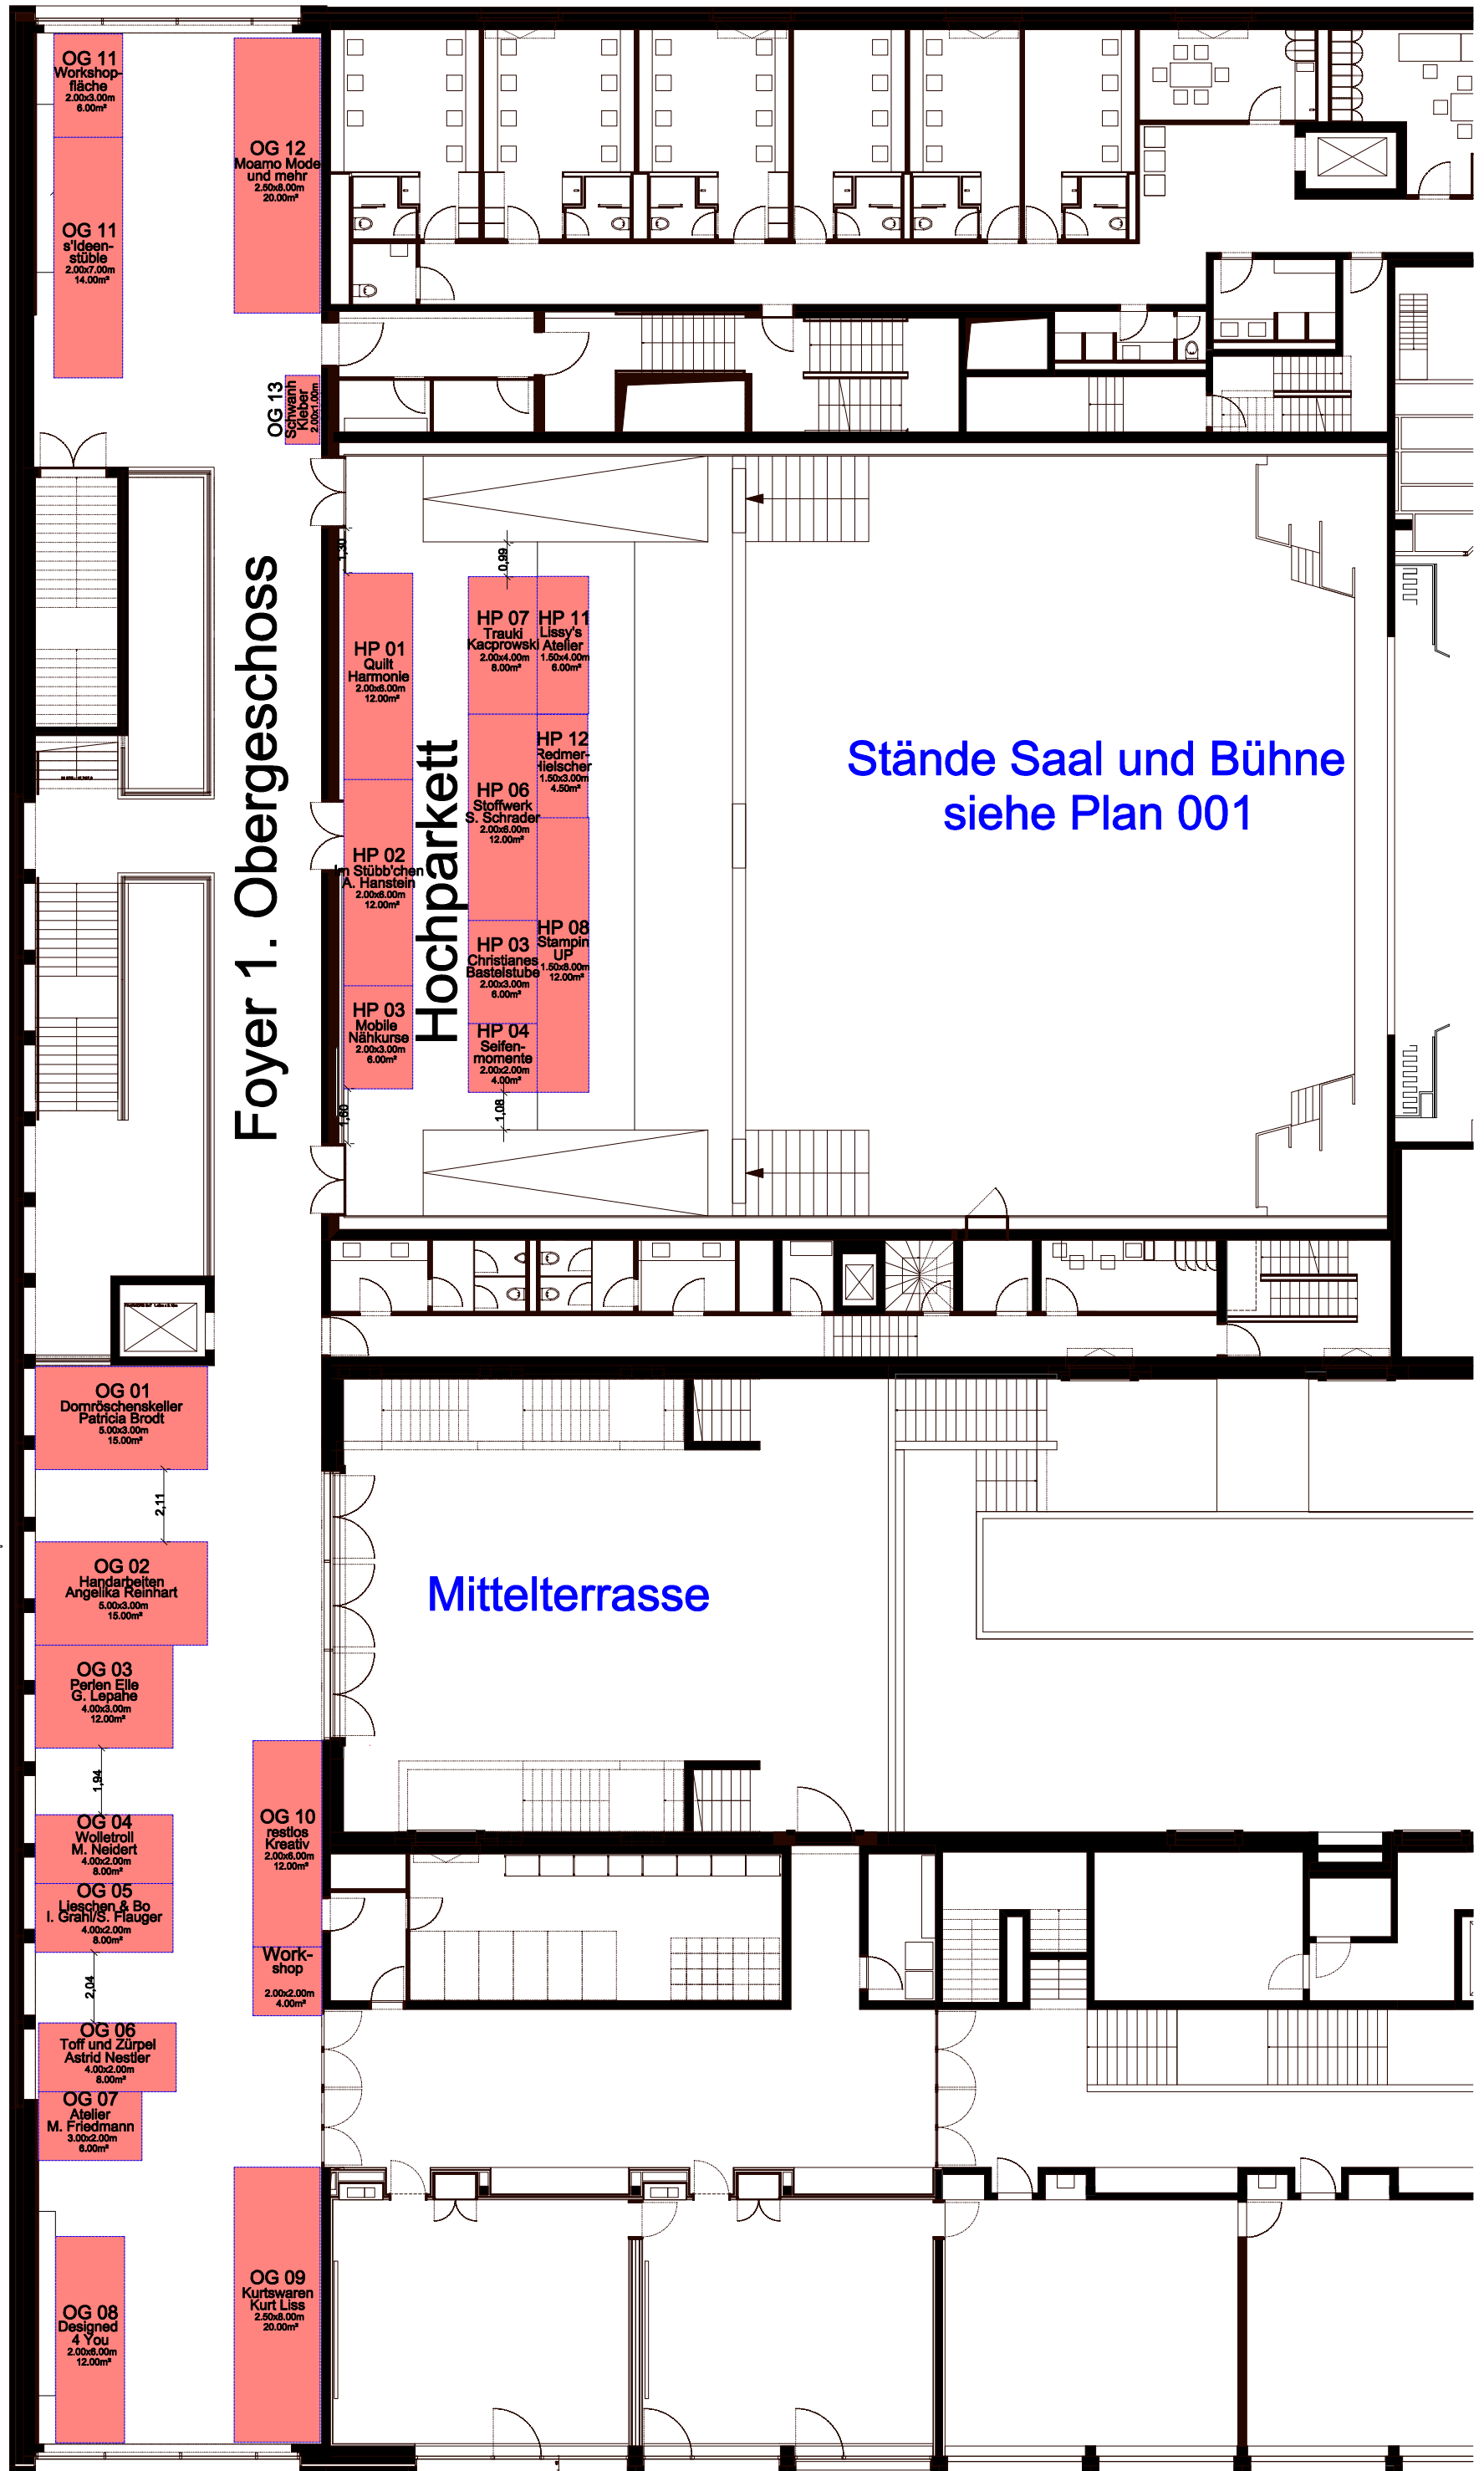 OG 11
Workshop-
fläche
2.00x3.00m
6.00m²
OG 12
Moamo Mode
und mehr
2.50x8.00m
20.00m²
OG 11
s'Ideen-
stüble
2.00x7.00m
14.00m²
OG 13
Schwanh
Kleber
2.00x1.00m
Foyer 1. Obergeschoss
Hochparkett
1,30
0,99
HP 01
Quilt
Harmonie
2.00x6.00m
12.00m²
HP 07
Trauki
Kacprowski
2.00x4.00m
8.00m²
HP 11
Lissy's
Atelier
1.50x4.00m
6.00m²
HP 12
Redmer-
Hielscher
1.50x3.00m
4.50m²
HP 06
Stoffwerk
S. Schrader
2.00x6.00m
12.00m²
HP 02
Im Stübb'chen
A. Hanstein
2.00x6.00m
12.00m²
HP 08
Stampin
UP
1.50x8.00m
12.00m²
HP 03
Christianes
Bastelstube
2.00x3.00m
6.00m²
HP 03
Mobile
Nähkurse
2.00x3.00m
6.00m²
HP 04
Seifen-
momente
2.00x2.00m
4.00m²
1,60
1,08
Stände Saal und Bühne
siehe Plan 001
OG 01
Dornröschenskeller
Patricia Brodt
5.00x3.00m
15.00m²
2,11
OG 02
Handarbeiten
Angelika Reinhart
5.00x3.00m
15.00m²
Mittelterrasse
OG 03
Perlen Elle
G. Lepahe
4.00x3.00m
12.00m²
1,94
OG 04
Wolletroll
M. Neidert
4.00x2.00m
8.00m²
OG 05
Lieschen & Bo
I. Grahl/S. Flauger
4.00x2.00m
8.00m²
OG 10
restlos
Kreativ
2.00x6.00m
12.00m²
Work-
shop
2.00x2.00m
4.00m²
2,04
OG 06
Toff und Zürpel
Astrid Nestler
4.00x2.00m
8.00m²
OG 07
Atelier
M. Friedmann
3.00x2.00m
6.00m²
OG 09
Kurtswaren
Kurt Liss
2.50x8.00m
20.00m²
OG 08
Designed
4 You
2.00x6.00m
12.00m²